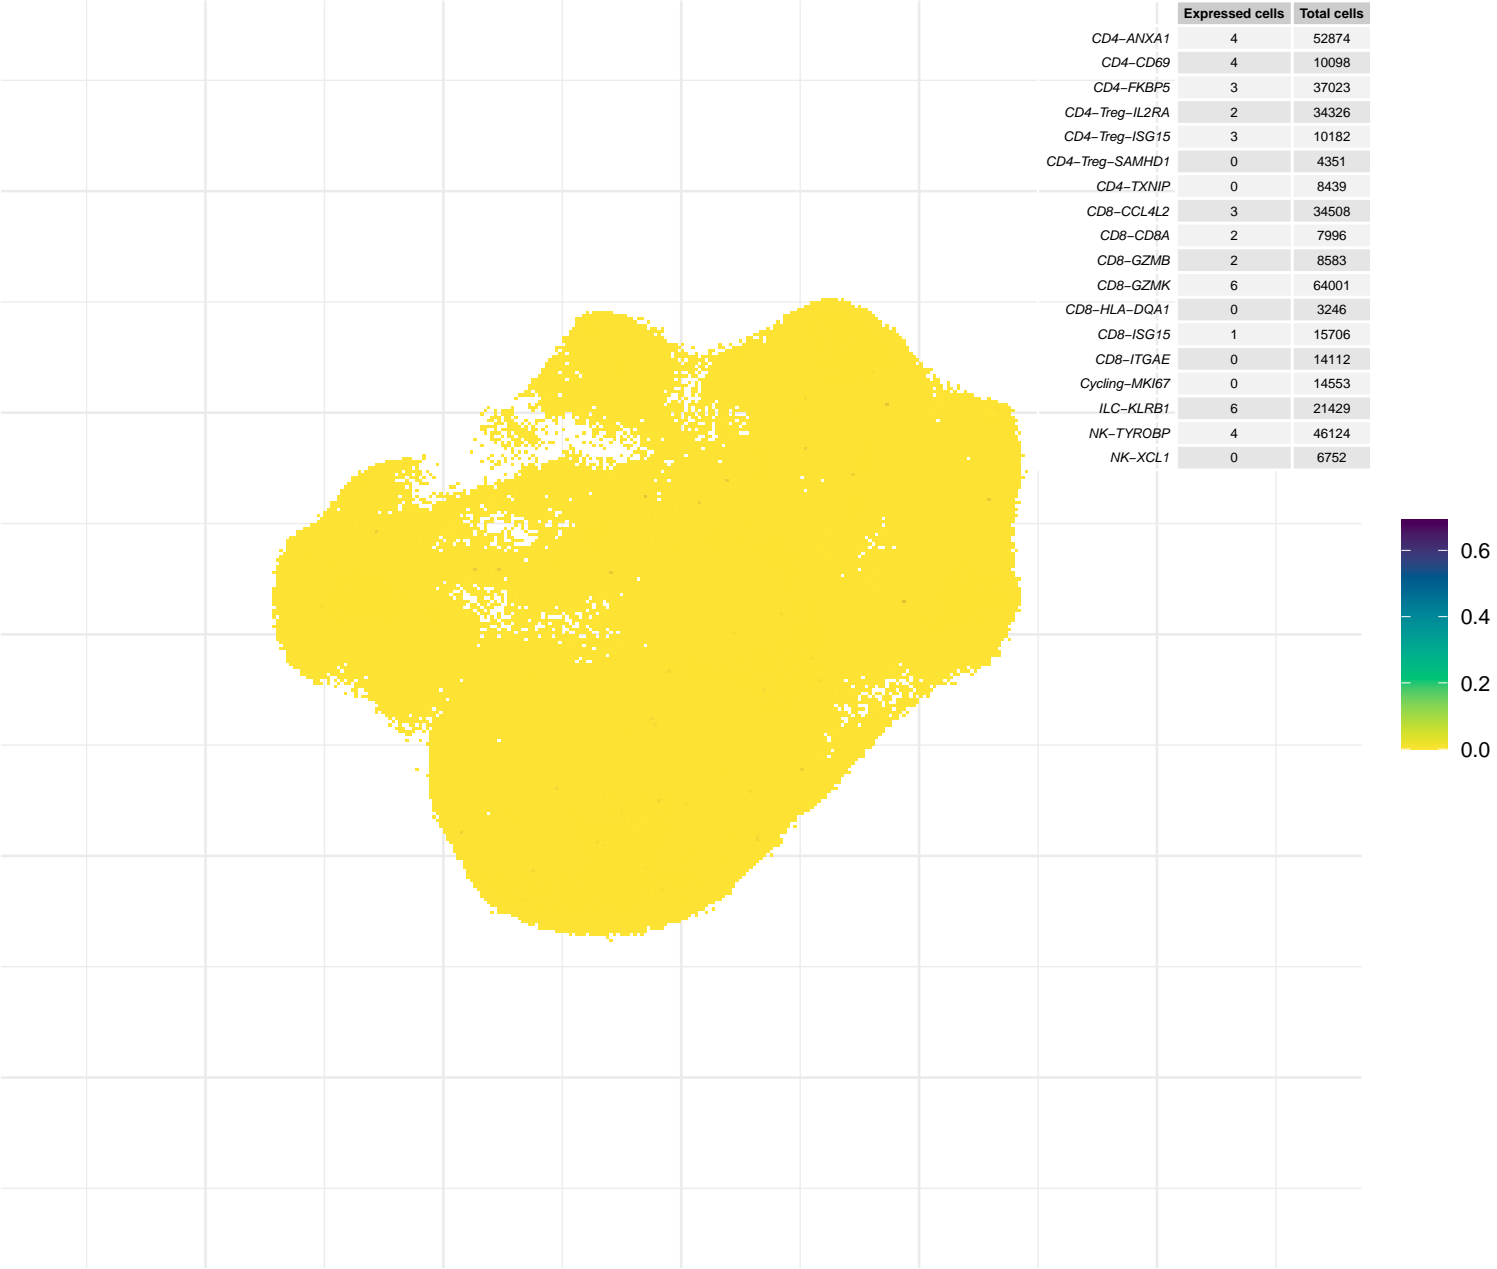 Expressed cells Total cells
CD4−ANXA1 4 52874
CD4−CD69 4 10098
CD4−FKBP5 3 37023
CD4−Treg−IL2RA 2 34326
CD4−Treg−ISG15 3 10182
CD4−Treg−SAMHD1 0 4351
CD4−TXNIP 0 8439
CD8−CCL4L2 3 34508
CD8−CD8A 2 7996
CD8−GZMB 2 8583
CD8−GZMK 6 64001
CD8−HLA−DQA1 0 3246
CD8−ISG15 1 15706
CD8−ITGAE 0 14112
Cycling−MKI67 0 14553
ILC−KLRB1 6 21429
NK−TYROBP 4 46124
NK−XCL1 0 6752
0.6
0.4
0.2
0.0